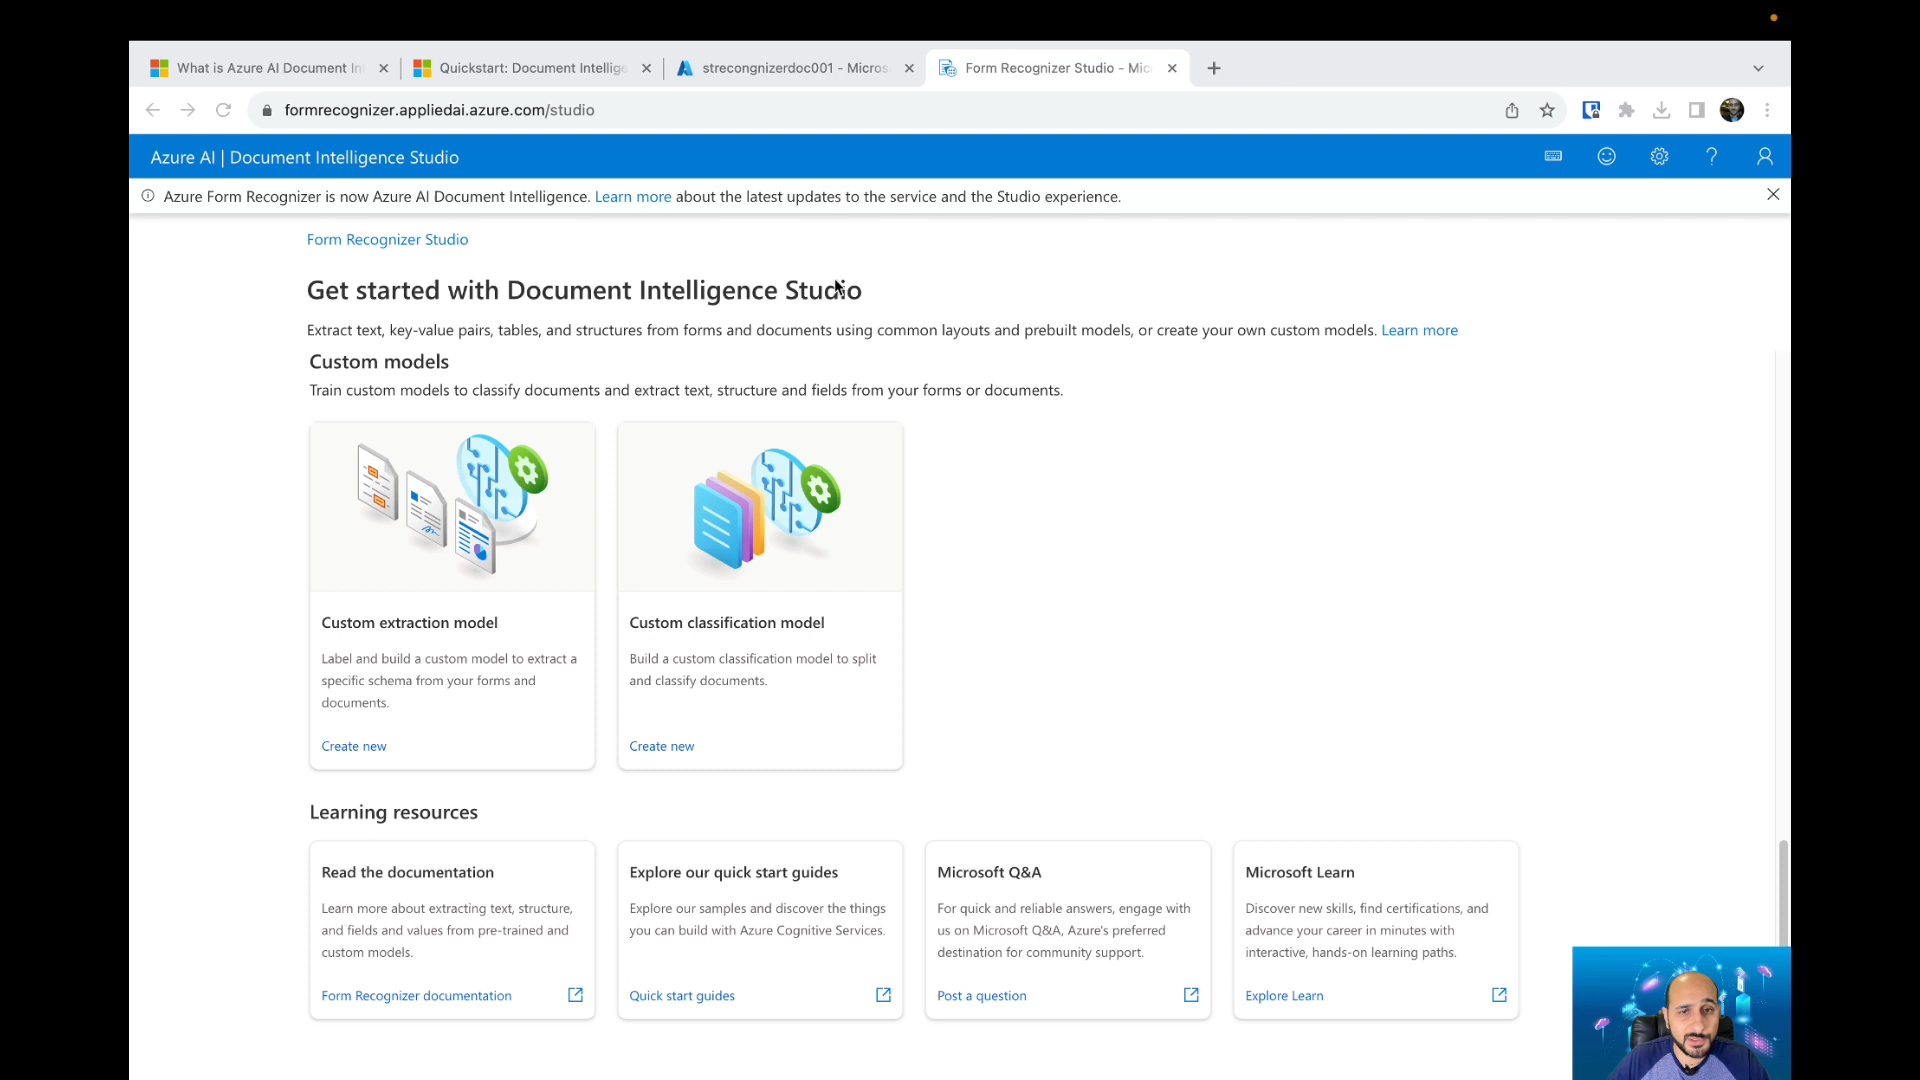 What is Azure AI Document Int
Quickstart: Document Intellige
strecongnizerdoc001 - Micros
Form Recognizer Studio - Mic
formrecognizer.appliedai.azure.com/studio
Azure AI | Document Intelligence Studio
Azure Form Recognizer is now Azure AI Document Intelligence. Learn more about the latest updates to the service and the Studio experience.
Form Recognizer Studio
Get started with Document Intelligence Studio
Extract text, key-value pairs, tables, and structures from forms and documents using common layouts and prebuilt models, or create your own custom models. Learn more
Custom models
Train custom models to classify documents and extract text, structure and fields from your forms or documents.
Custom extraction model
Label and build a custom model to extract a
specific schema from your forms and
documents.
Create new
Custom classification model
Build a custom classification model to split
and classify documents.
Create new
Learning resources
Read the documentation
Learn more about extracting text, structure,
and fields and values from pre-trained and
custom models.
Form Recognizer documentation
Explore our quick start guides
Explore our samples and discover the things
you can build with Azure Cognitive Services.
Quick start guides
Microsoft Q&A
For quick and reliable answers, engage with
us on Microsoft Q&A, Azure's preferred
destination for community support.
Post a question
Microsoft Learn
Discover new skills, find certifications, and
advance your career in minutes with
interactive, hands-on learning paths.
Explore Learn